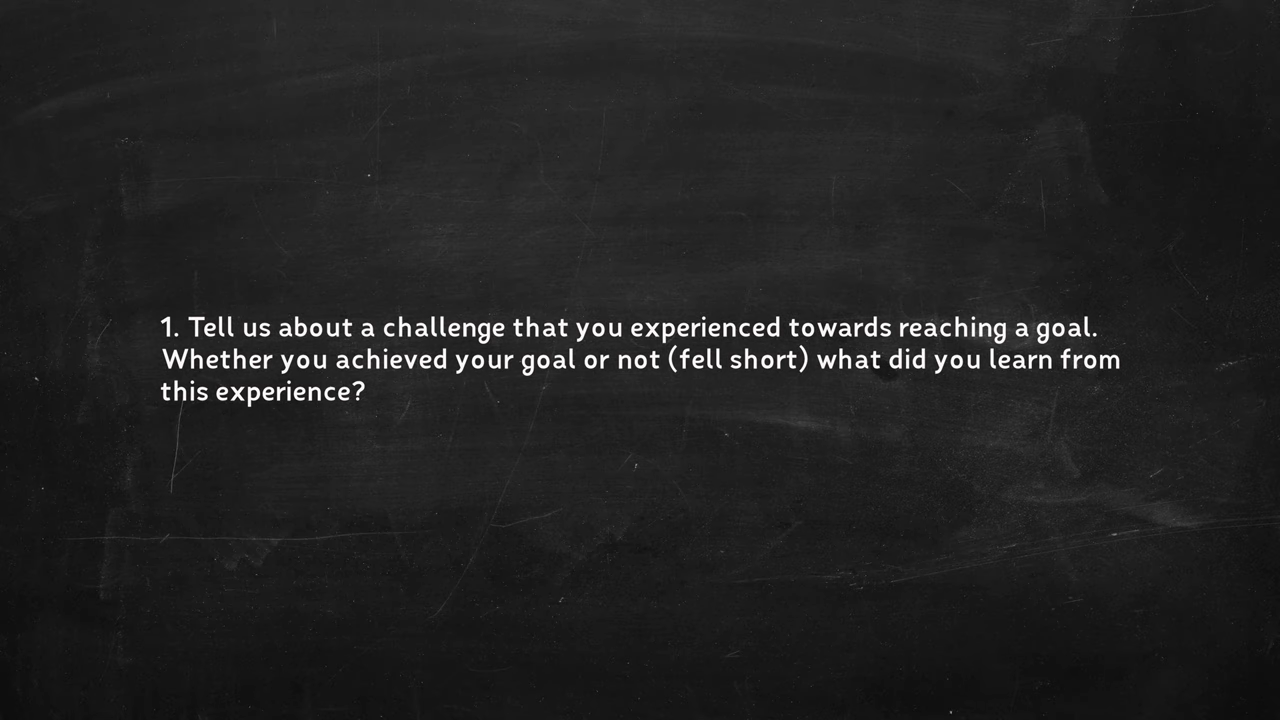 1. Tell us about a challenge that you experienced towards reaching a goal.
Whether you achieved your goal or not (fell short) what did you learn from
this experience?